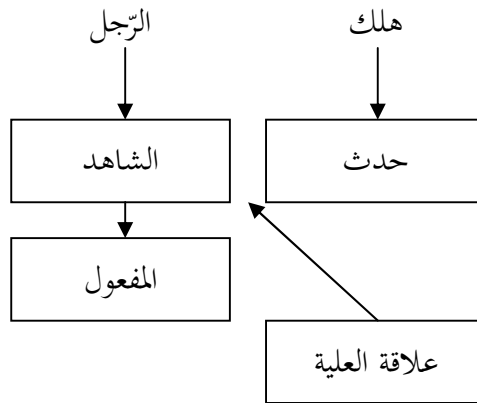 هلك الرّجل
حدث الشاهد
المفعول
علاقة العلية